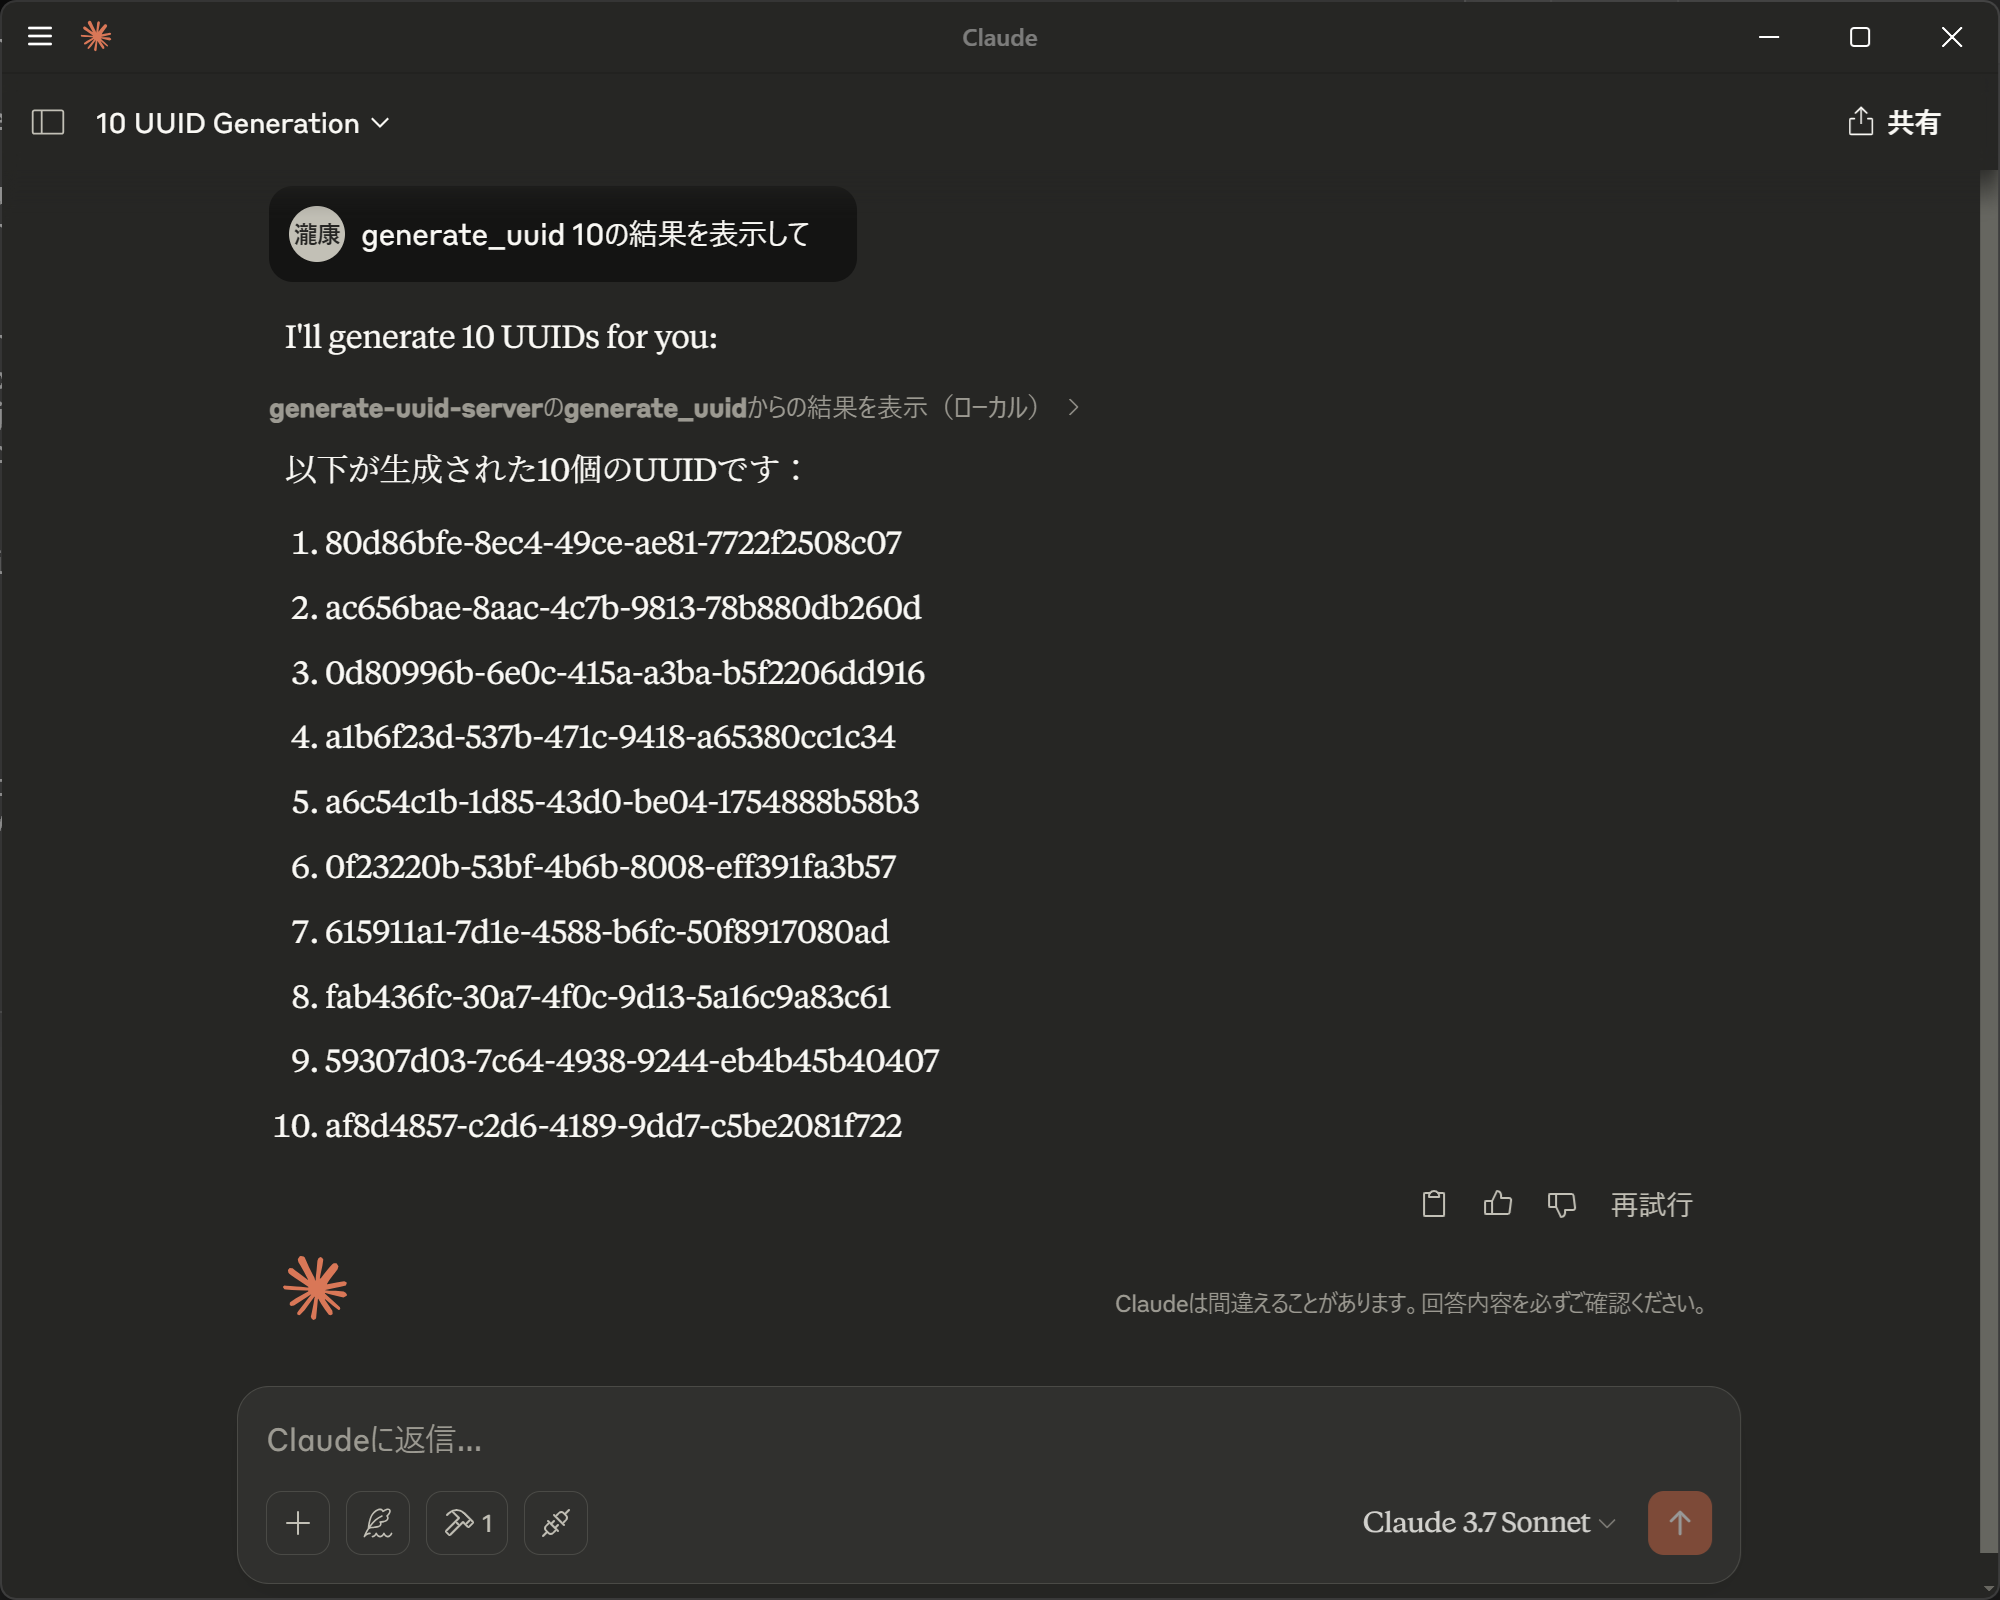 Claude
10 UUID Generation
共有
瀧康
generate_uuid 10の結果を表示して
I'll generate 10 UUIDs for you:
generate-uuid-serverのgenerate_uuidからの結果を表示（ローカル）
以下が生成された10個のUUIDです：
1. 80d86bfe-8ec4-49ce-ae81-7722f2508c07
2. ac656bae-8aac-4c7b-9813-78b880db260d
3. 0d80996b-6e0c-415a-a3ba-b5f2206dd916
4. a1b6f23d-537b-471c-9418-a65380cc1c34
5. a6c54c1b-1d85-43d0-be04-1754888b58b3
6. 0f23220b-53bf-4b6b-8008-eff391fa3b57
7. 615911a1-7d1e-4588-b6fc-50f8917080ad
8. fab436fc-30a7-4f0c-9d13-5a16c9a83c61
9. 59307d03-7c64-4938-9244-eb4b45b40407
10. af8d4857-c2d6-4189-9dd7-c5be2081f722
再試行
Claudeは間違えることがあります。回答内容を必ずご確認ください。
Claudeに返信...
1
Claude 3.7 Sonnet